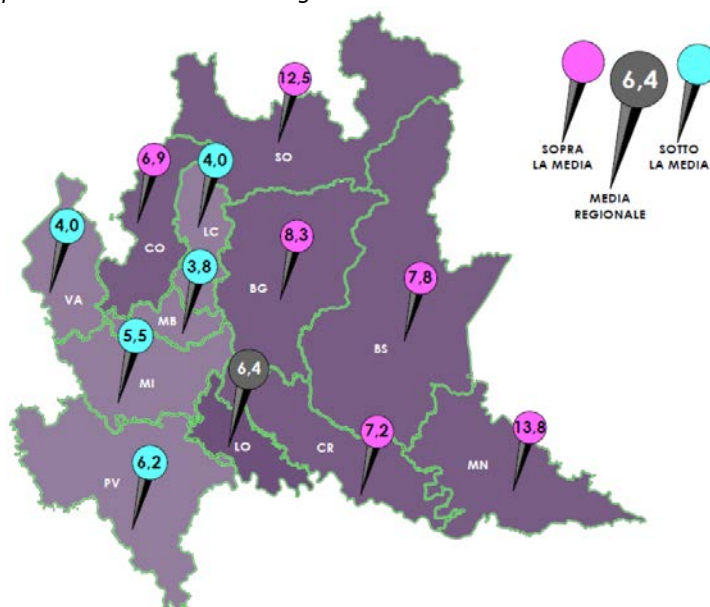 12,5
6,4
SOPRA
LA MEDIA
SOTTO
LA MEDIA
MEDIA
REGIONALE
SO
6,9
4,0
4,0
LC
CO
8,3
3,8
7,8
VA
BG
MB
5,5
BS
MI
6,4
7,2
13,8
LO
CR
MN
6,2
PV